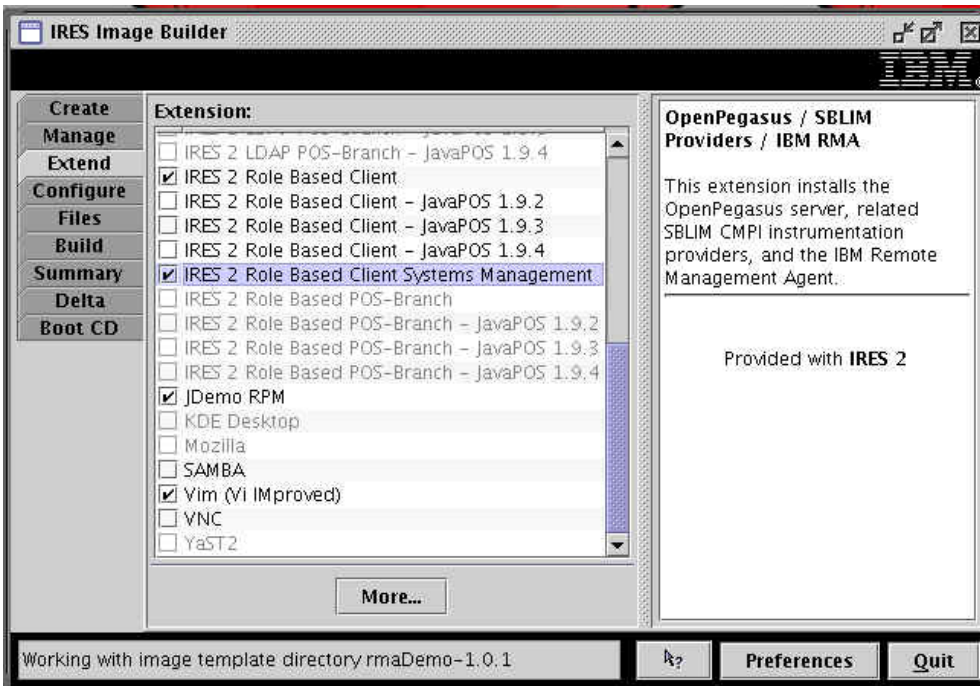 IRES Image Builder
IBM
Create
Manage
Extend
Configure
Files
Build
Summary
Delta
Boot CD
Extension:
IRES 2 LDAP POS-Branch - JavaPOS 1.9.4
IRES 2 Role Based Client
IRES 2 Role Based Client - JavaPOS 1.9.2
IRES 2 Role Based Client - JavaPOS 1.9.3
IRES 2 Role Based Client - JavaPOS 1.9.4
IRES 2 Role Based Client Systems Management
IRES 2 Role Based POS-Branch
IRES 2 Role Based POS-Branch - JavaPOS 1.9.2
IRES 2 Role Based POS-Branch - JavaPOS 1.9.3
IRES 2 Role Based POS-Branch - JavaPOS 1.9.4
JDemo RPM
KDE Desktop
Mozilla
SAMBA
Vim (Vi IMproved)
VNC
YaST2
More...
OpenPegasus / SBLIM
Providers / IBM RMA
This extension installs the
OpenPegasus server, related
SBLIM CMPI instrumentation
providers, and the IBM Remote
Management Agent.
Provided with IRES 2
Working with image template directory rmaDemo-1.0.1
?
Preferences
Quit